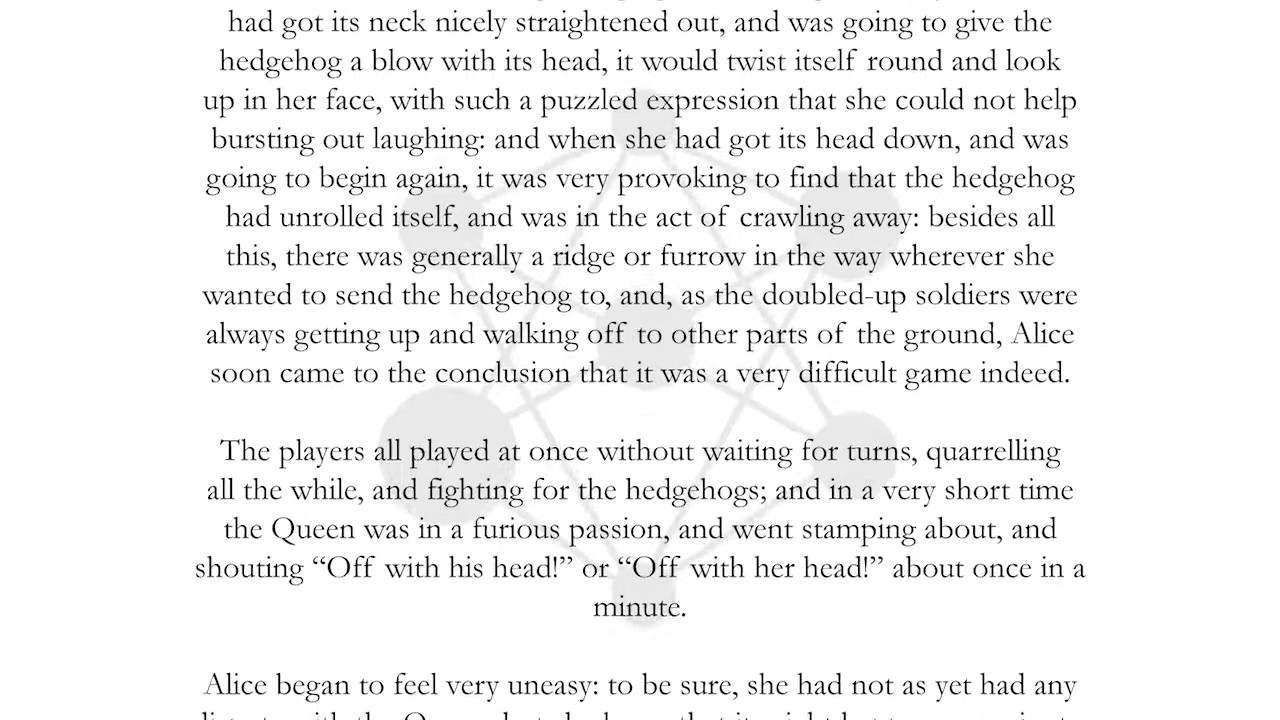 had got its neck nicely straightened out, and was going to give the
hedgehog a blow with its head, it would twist itself round and look
up in her face, with such a puzzled expression that she could not help
bursting out laughing: and when she had got its head down, and was
going to begin again, it was very provoking to find that the hedgehog
had unrolled itself, and was in the act of crawling away: besides all
this, there was generally a ridge or furrow in the way wherever she
wanted to send the hedgehog to, and, as the doubled-up soldiers were
always getting up and walking off to other parts of the ground, Alice
soon came to the conclusion that it was a very difficult game indeed.
The players all played at once without waiting for turns, quarrelling
all the while, and fighting for the hedgehogs; and in a very short time
the Queen was in a furious passion, and went stamping about, and
shouting “Off with his head!” or “Off with her head!” about once in a
minute.
Alice began to feel very uneasy: to be sure, she had not as yet had any